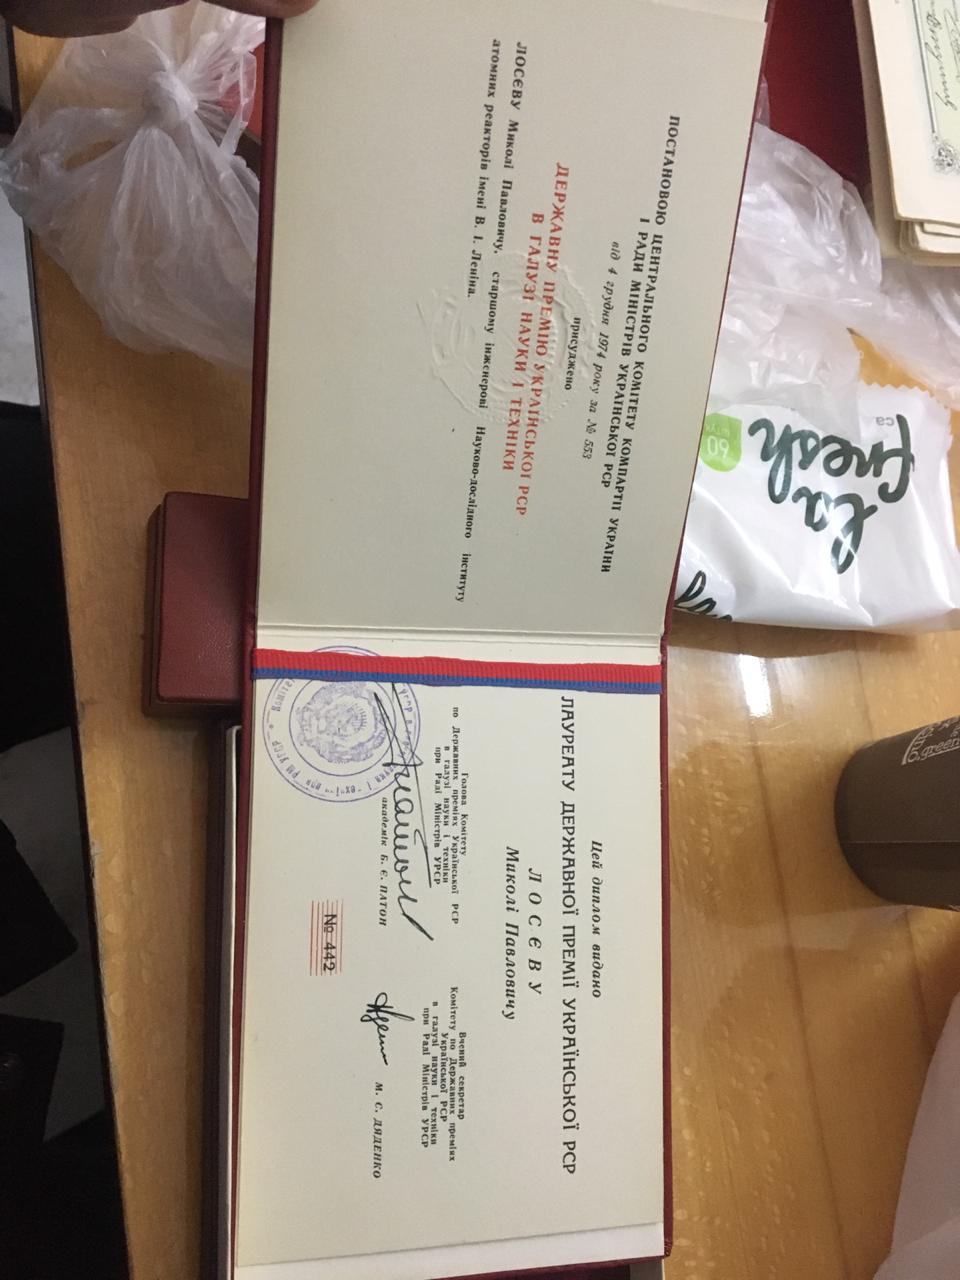 ПОСТАНОВОЮ ЦЕНТРАЛЬНОГО КОМІТЕТУ КОМПАРТІЇ УКРАЇНИ
І РАДИ МІНІСТРІВ УКРАЇНСЬКОЇ РСР
від 4 грудня 1974 року за № 553
присуджено
ДЕРЖАВНУ ПРЕМІЮ УКРАЇНСЬКОЇ РСР
В ГАЛУЗІ НАУКИ І ТЕХНІКИ
ЛОСЄВУ Миколі Павловичу, старшому інженерові Науково-дослідного інституту
атомних реакторів імені В. І. Леніна.
Цей диплом видано
ЛАУРЕАТУ ДЕРЖАВНОЇ ПРЕМІЇ УКРАЇНСЬКОЇ РСР
ЛОСЄВУ
Миколі Павловичу
Голова Комітету
по Державних преміях Української РСР
в галузі науки і техніки
при Раді Міністрів УРСР
академік Б. Є. ПАТОН
Вчений секретар
Комітету по Державних преміях
Української РСР
в галузі науки і техніки
при Раді Міністрів УРСР
М. Є. ДЯДЕНКО
№ 442
la
fresh
60
штук
green